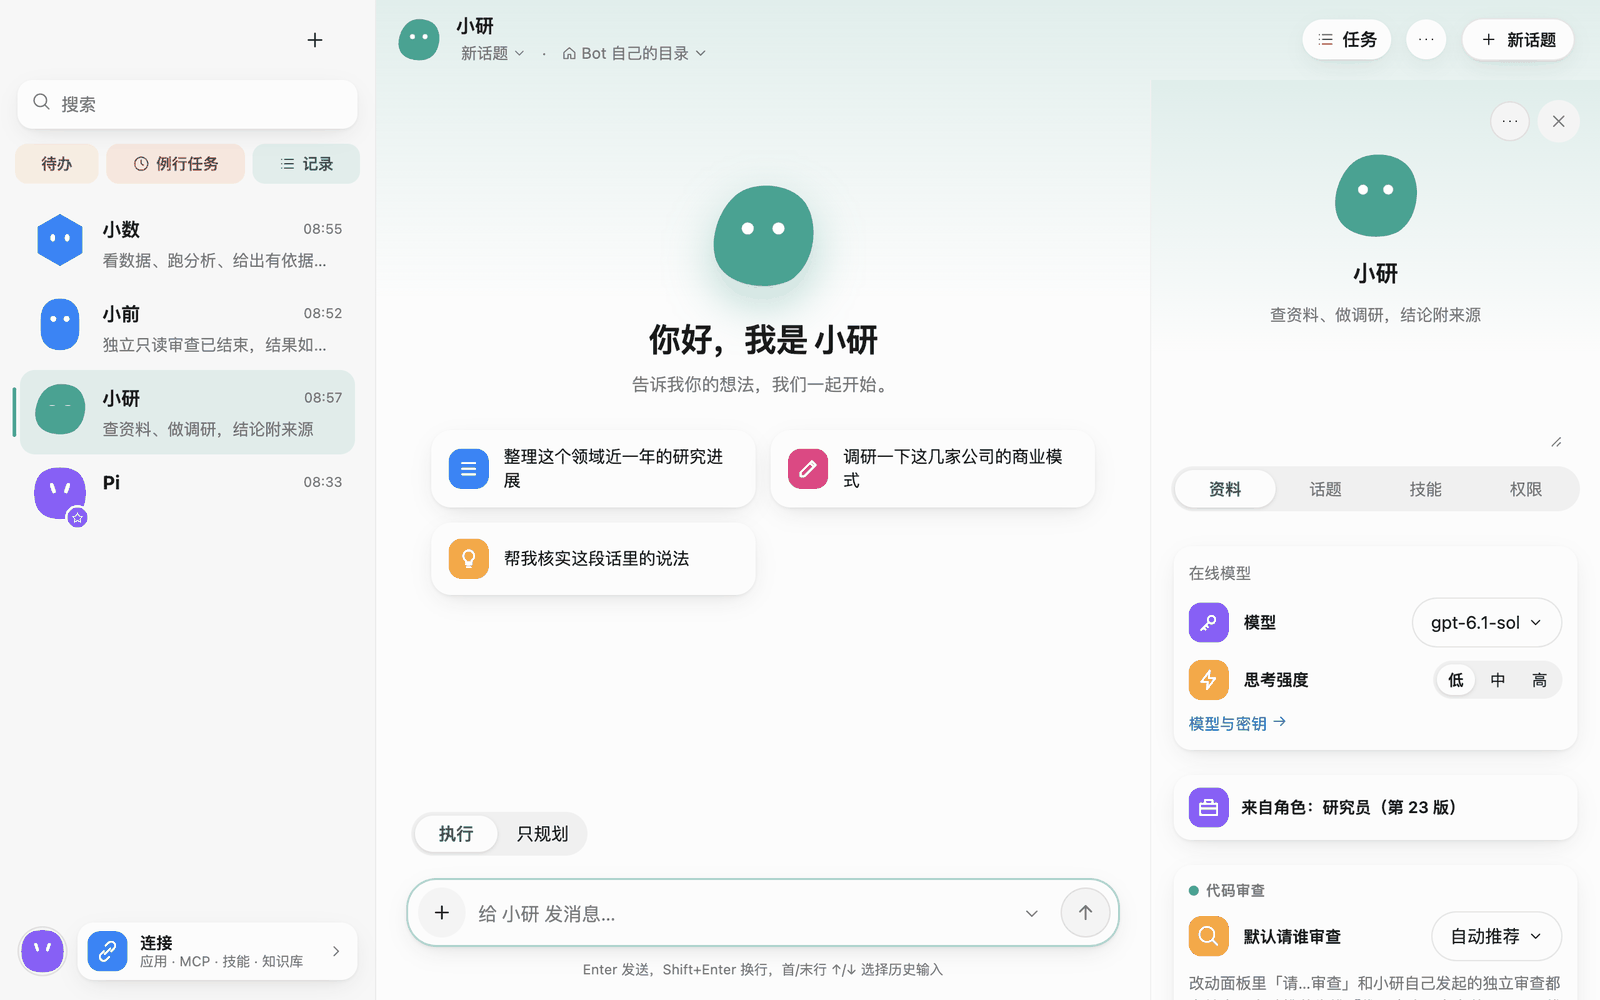 搜索
待办
例行任务
记录
小数
08:55
看数据、跑分析、给出有依据...
小前
08:52
独立只读审查已结束，结果如...
小研
08:57
查资料、做调研，结论附来源
Pi
08:33
连接
应用 · MCP · 技能 · 知识库
小研
新话题 · Bot 自己的目录
任务
新话题
你好，我是 小研
告诉我你的想法，我们一起开始。
整理这个领域近一年的研究进
展
调研一下这几家公司的商业模
式
帮我核实这段话里的说法
执行
只规划
给 小研 发消息...
Enter 发送，Shift+Enter 换行，首/末行 ↑/↓ 选择历史输入
小研
查资料、做调研，结论附来源
资料
话题
技能
权限
在线模型
模型
gpt-6.1-sol
思考强度
低
中
高
模型与密钥 →
来自角色：研究员（第 23 版）
代码审查
默认请谁审查
自动推荐
改动面板里「请...审查」和小研自己发起的独立审查都